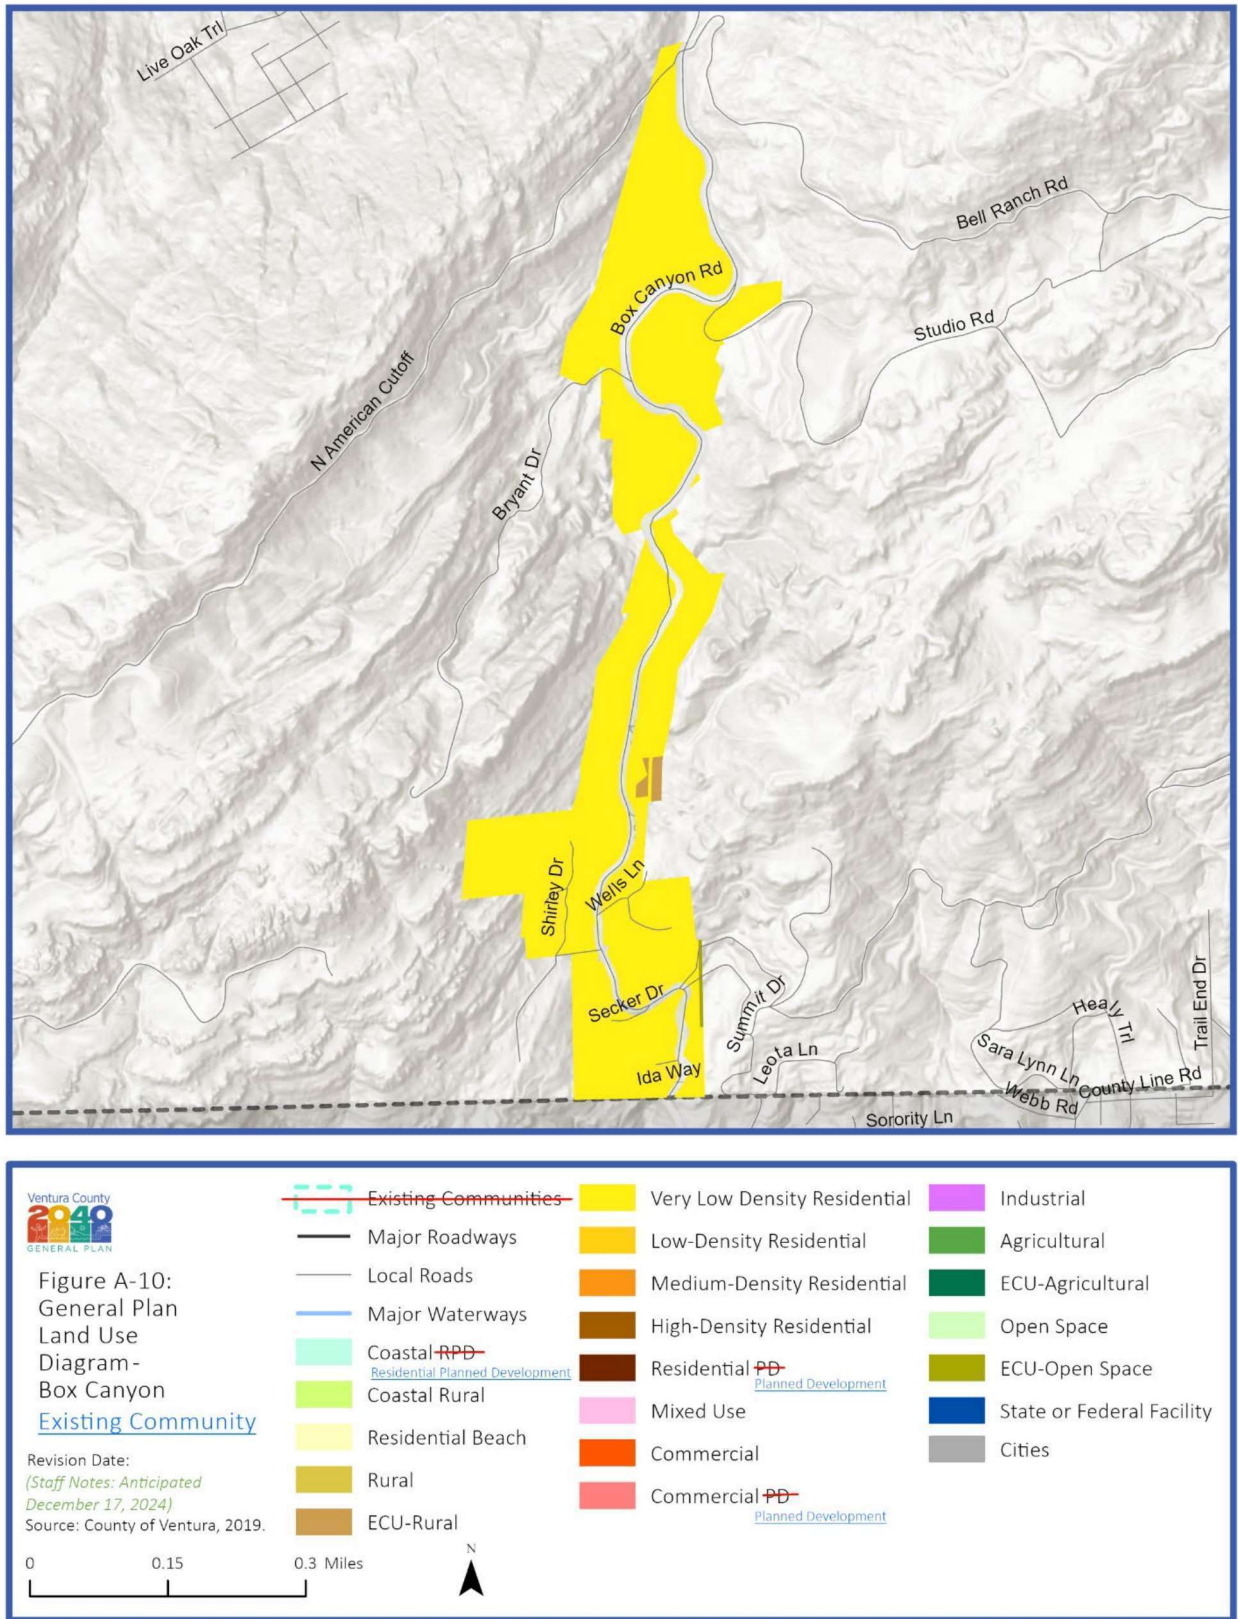 Live Oak Trl
Bell Ranch Rd
Box Canyon Rd
Studio Rd
N American Cutoff
Bryant Dr
Shirley Dr
Wells Ln
Secker Dr
Summit Dr
Ida Way
Leota Ln
Sara Lynn Ln
Healy Trl
Trail End Dr
Webb Rd
County Line Rd
Sorority Ln
Ventura County
2040
GENERAL PLAN
Figure A-10:
General Plan
Land Use
Diagram-
Box Canyon
Existing Community
Revision Date:
(Staff Notes: Anticipated
December 17, 2024)
Source: County of Ventura, 2019.
0 0.15 0.3 Miles
Existing Communities
Major Roadways
Local Roads
Major Waterways
Coastal RPD
Residential Planned Development
Coastal Rural
Residential Beach
Rural
ECU-Rural
N
Very Low Density Residential
Low-Density Residential
Medium-Density Residential
High-Density Residential
Residential PD
Planned Development
Mixed Use
Commercial
Commercial PD
Planned Development
Industrial
Agricultural
ECU-Agricultural
Open Space
ECU-Open Space
State or Federal Facility
Cities